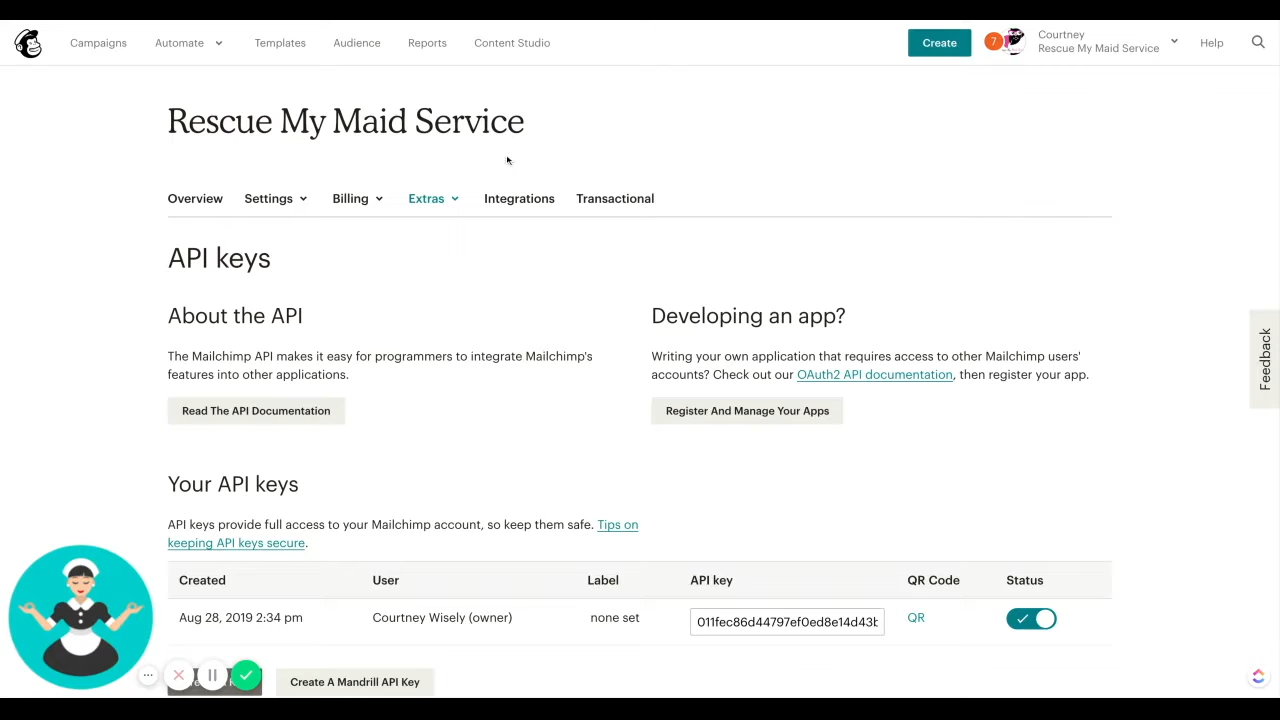 Campaigns Automate Templates Audience Reports Content Studio Create 7 Courtney Help
Rescue My Maid Service
Rescue My Maid Service
Overview Settings Billing Extras Integrations Transactional
API keys
About the API
The Mailchimp API makes it easy for programmers to integrate Mailchimp's
features into other applications.
Read The API Documentation
Developing an app?
Writing your own application that requires access to other Mailchimp users'
accounts? Check out our OAuth2 API documentation, then register your app.
Register And Manage Your Apps
Feedback
Your API keys
API keys provide full access to your Mailchimp account, so keep them safe. Tips on
keeping API keys secure.
Created User Label API key QR Code Status
Aug 28, 2019 2:34 pm Courtney Wisely (owner) none set 011fec86d44797ef0ed8e14d43b QR
Create A Mandrill API Key